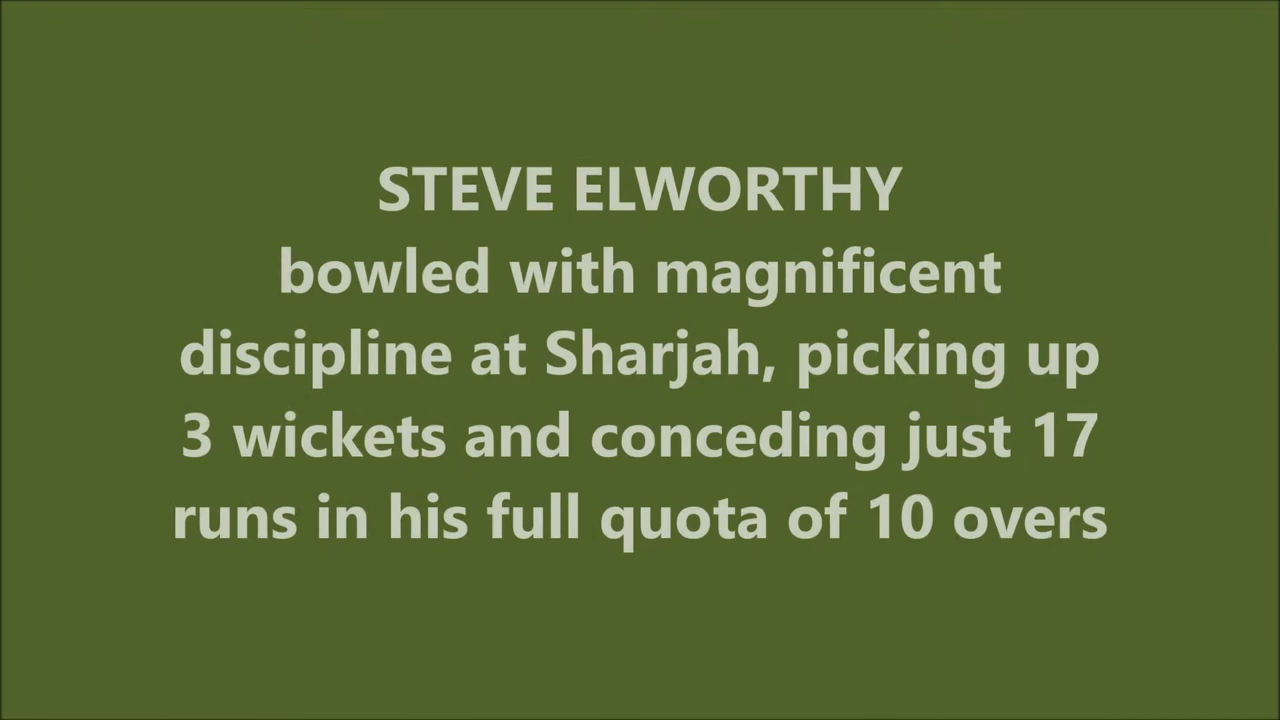 STEVE ELWORTHY
bowled with magnificent
discipline at Sharjah, picking up
3 wickets and conceding just 17
runs in his full quota of 10 overs